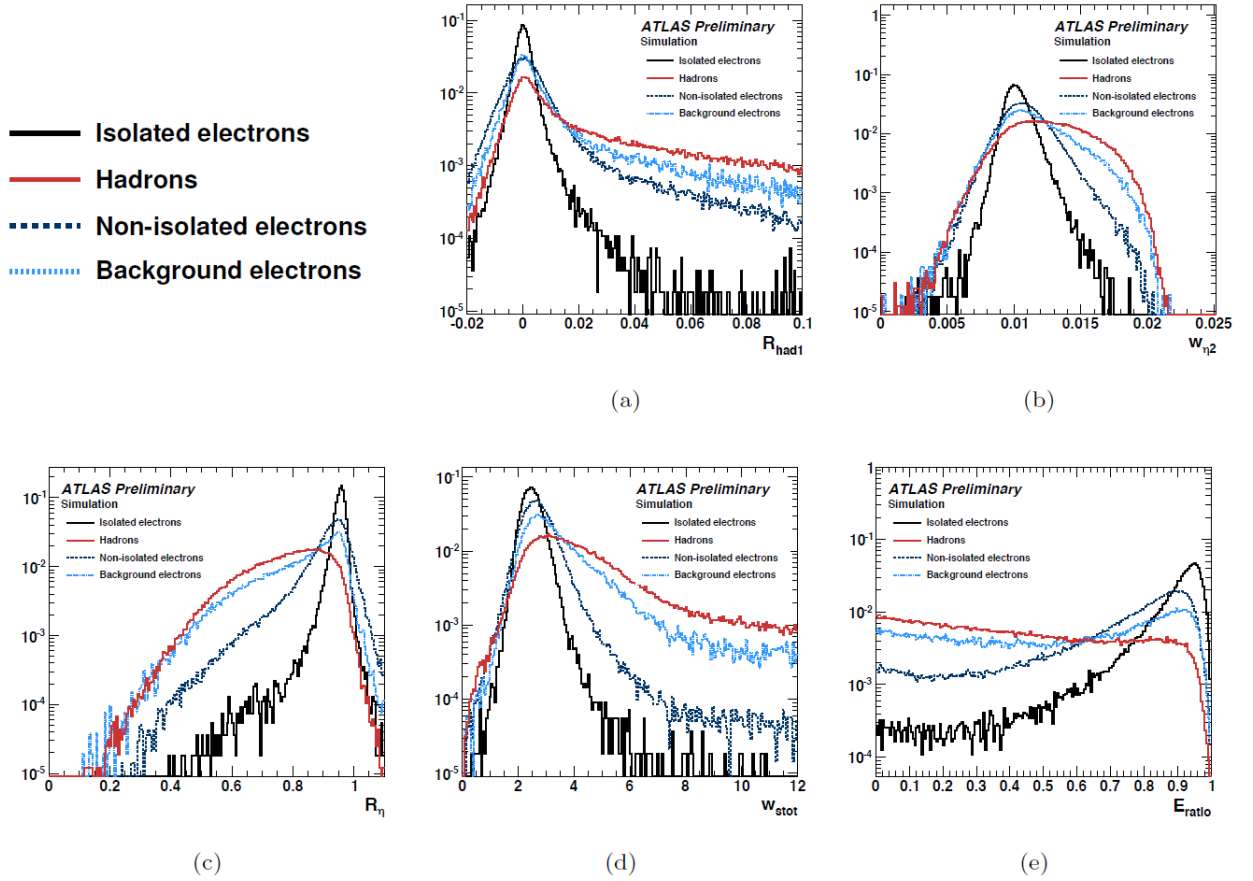 Isolated electrons
Hadrons
Non-isolated electrons
Background electrons
10⁻¹
10⁻²
10⁻³
10⁻⁴
10⁻⁵
ATLAS Preliminary
Simulation
Isolated electrons
Hadrons
Non-isolated electrons
Background electrons
-0.02 0 0.02 0.04 0.06 0.08 0.1
R_had1
(a)
1
10⁻¹
10⁻²
10⁻³
10⁻⁴
10⁻⁵
ATLAS Preliminary
Simulation
Isolated electrons
Hadrons
Non-isolated electrons
Background electrons
0 0.005 0.01 0.015 0.02 0.025
w_η2
(b)
10⁻¹
10⁻²
10⁻³
10⁻⁴
10⁻⁵
ATLAS Preliminary
Simulation
Isolated electrons
Hadrons
Non-isolated electrons
Background electrons
0 0.2 0.4 0.6 0.8 1
R_η
(c)
10⁻¹
10⁻²
10⁻³
10⁻⁴
10⁻⁵
ATLAS Preliminary
Simulation
Isolated electrons
Hadrons
Non-isolated electrons
Background electrons
0 2 4 6 8 10 12
w_stot
(d)
1
10⁻¹
10⁻²
10⁻³
10⁻⁴
ATLAS Preliminary
Simulation
Isolated electrons
Hadrons
Non-isolated electrons
Background electrons
0 0.1 0.2 0.3 0.4 0.5 0.6 0.7 0.8 0.9 1
E_ratio
(e)